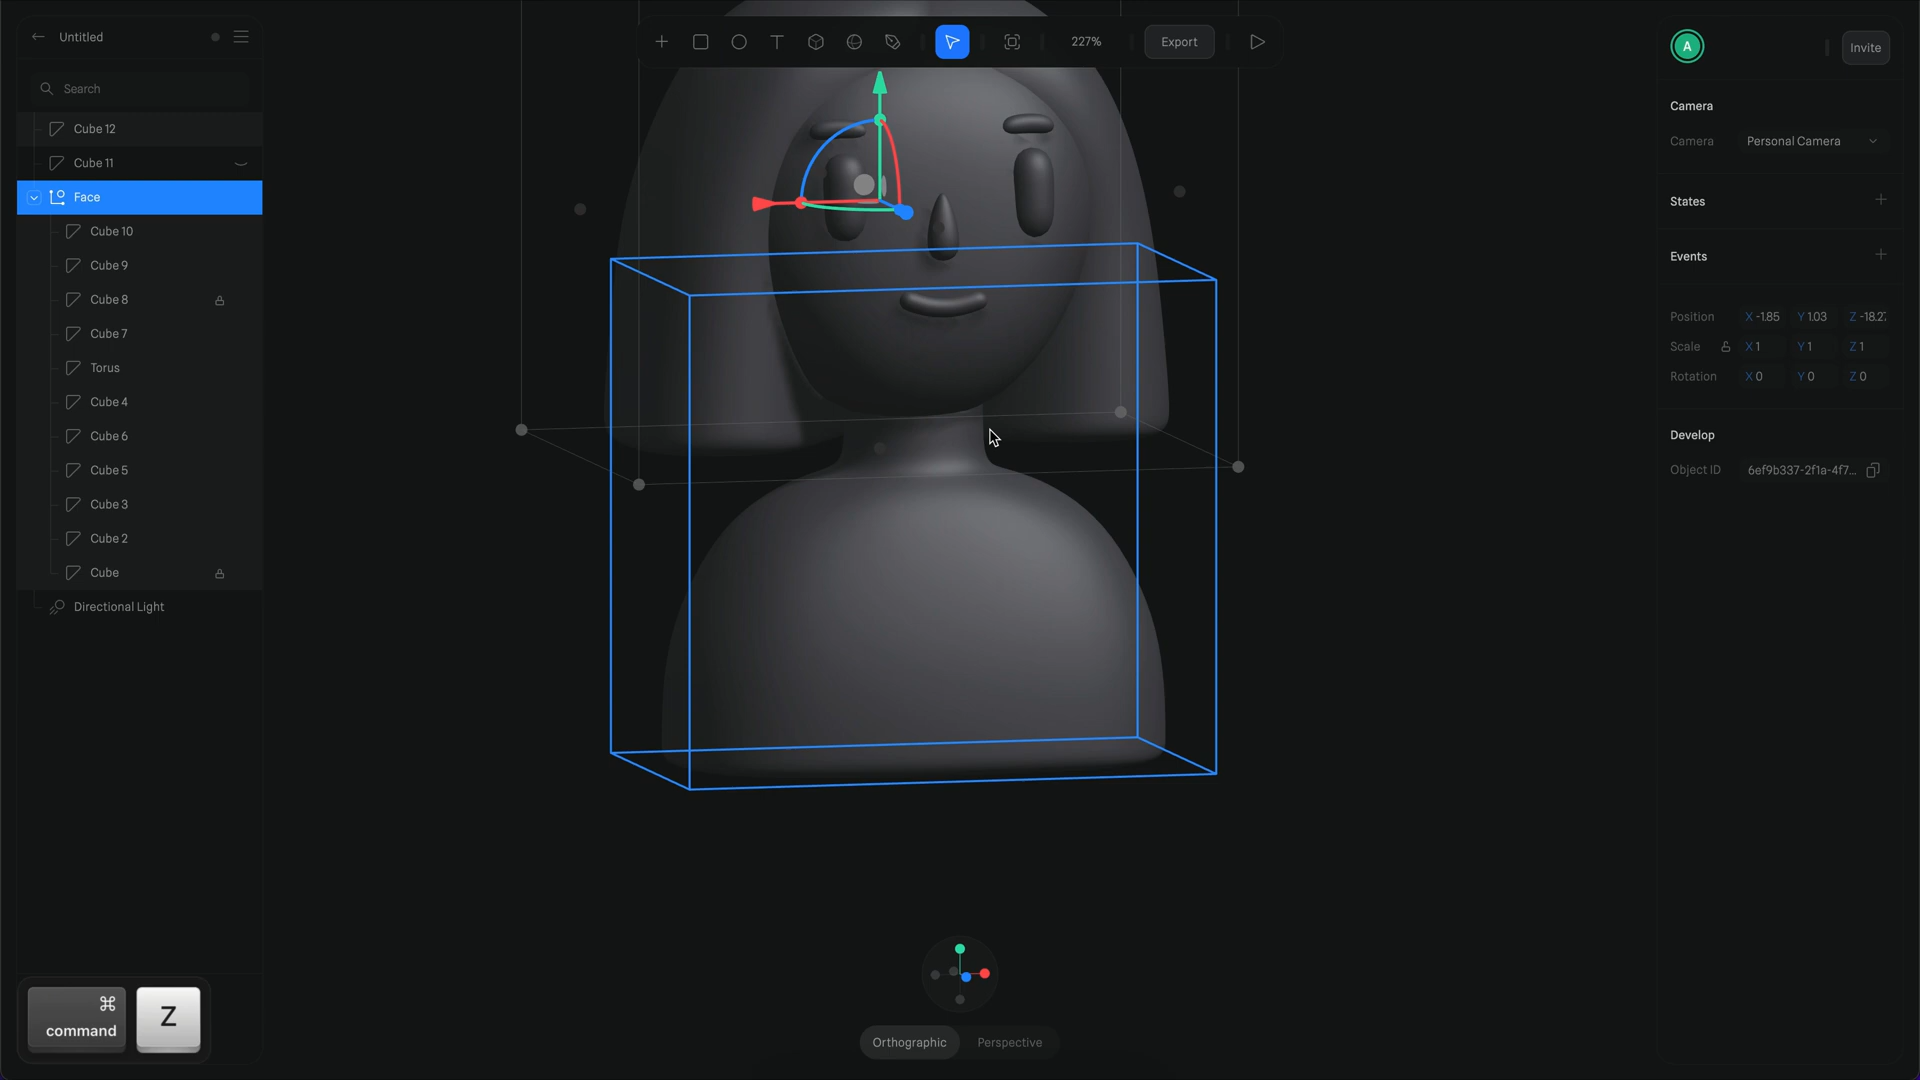 Untitled
Search
Cube 12
Cube 11
Face
Cube 10
Cube 9
Cube 8
Cube 7
Torus
Cube 4
Cube 6
Cube 5
Cube 3
Cube 2
Cube
Directional Light
⌘
command
Z
T
227%
Export
Orthographic
Perspective
A
Invite
Camera
Camera Personal Camera
States
Events
Position X -1.85 Y 1.03 Z -18.27
Scale X 1 Y 1 Z 1
Rotation X 0 Y 0 Z 0
Develop
Object ID 6ef9b337-2f1a-4f7...